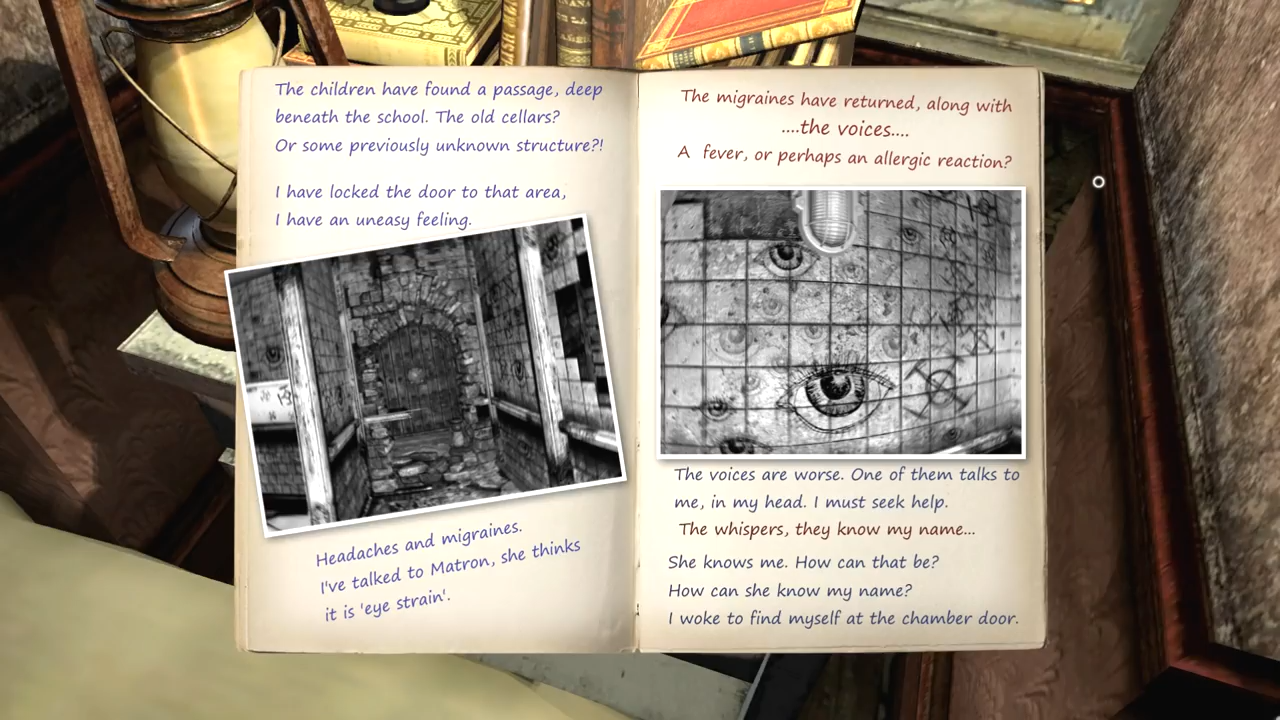 The children have found a passage, deep
beneath the school. The old cellars?
Or some previously unknown structure?!
I have locked the door to that area,
I have an uneasy feeling.
Headaches and migraines.
I've talked to Matron, she thinks
it is 'eye strain'.
The migraines have returned, along with
....the voices....
A fever, or perhaps an allergic reaction?
The voices are worse. One of them talks to
me, in my head. I must seek help.
The whispers, they know my name...
She knows me. How can that be?
How can she know my name?
I woke to find myself at the chamber door.